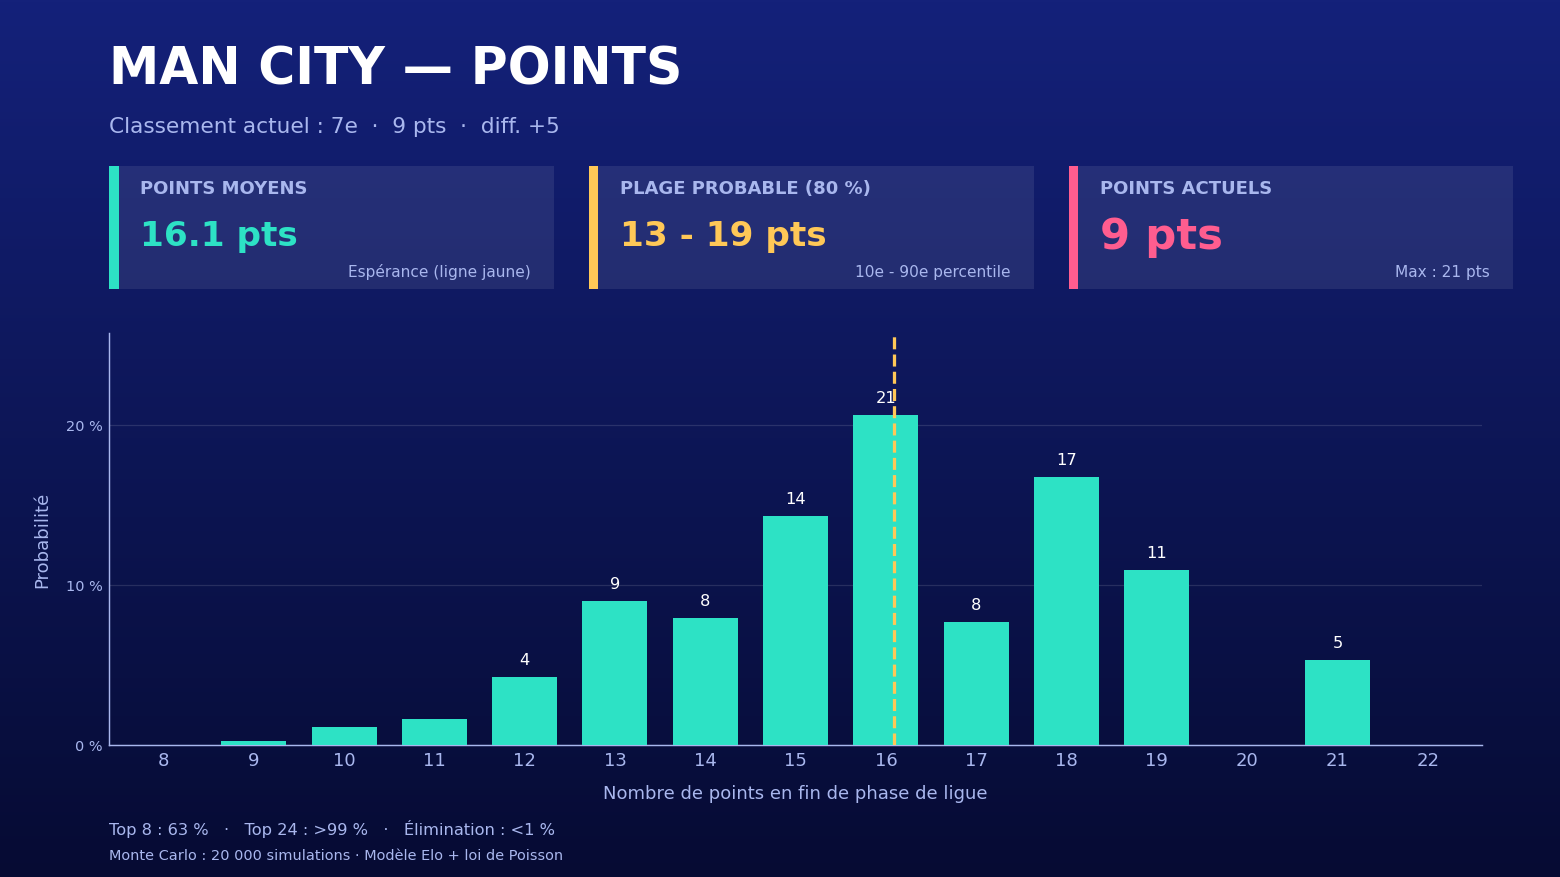 MAN CITY — POINTS
Classement actuel : 7e · 9 pts · diff. +5
POINTS MOYENS
16.1 pts
Espérance (ligne jaune)
PLAGE PROBABLE (80 %)
13 - 19 pts
10e - 90e percentile
POINTS ACTUELS
9 pts
Max : 21 pts
Probabilité
20 %
10 %
0 %
4
9
8
14
21
8
17
11
5
8 9 10 11 12 13 14 15 16 17 18 19 20 21 22
Nombre de points en fin de phase de ligue
Top 8 : 63 % · Top 24 : >99 % · Élimination : <1 %
Monte Carlo : 20 000 simulations · Modèle Elo + loi de Poisson